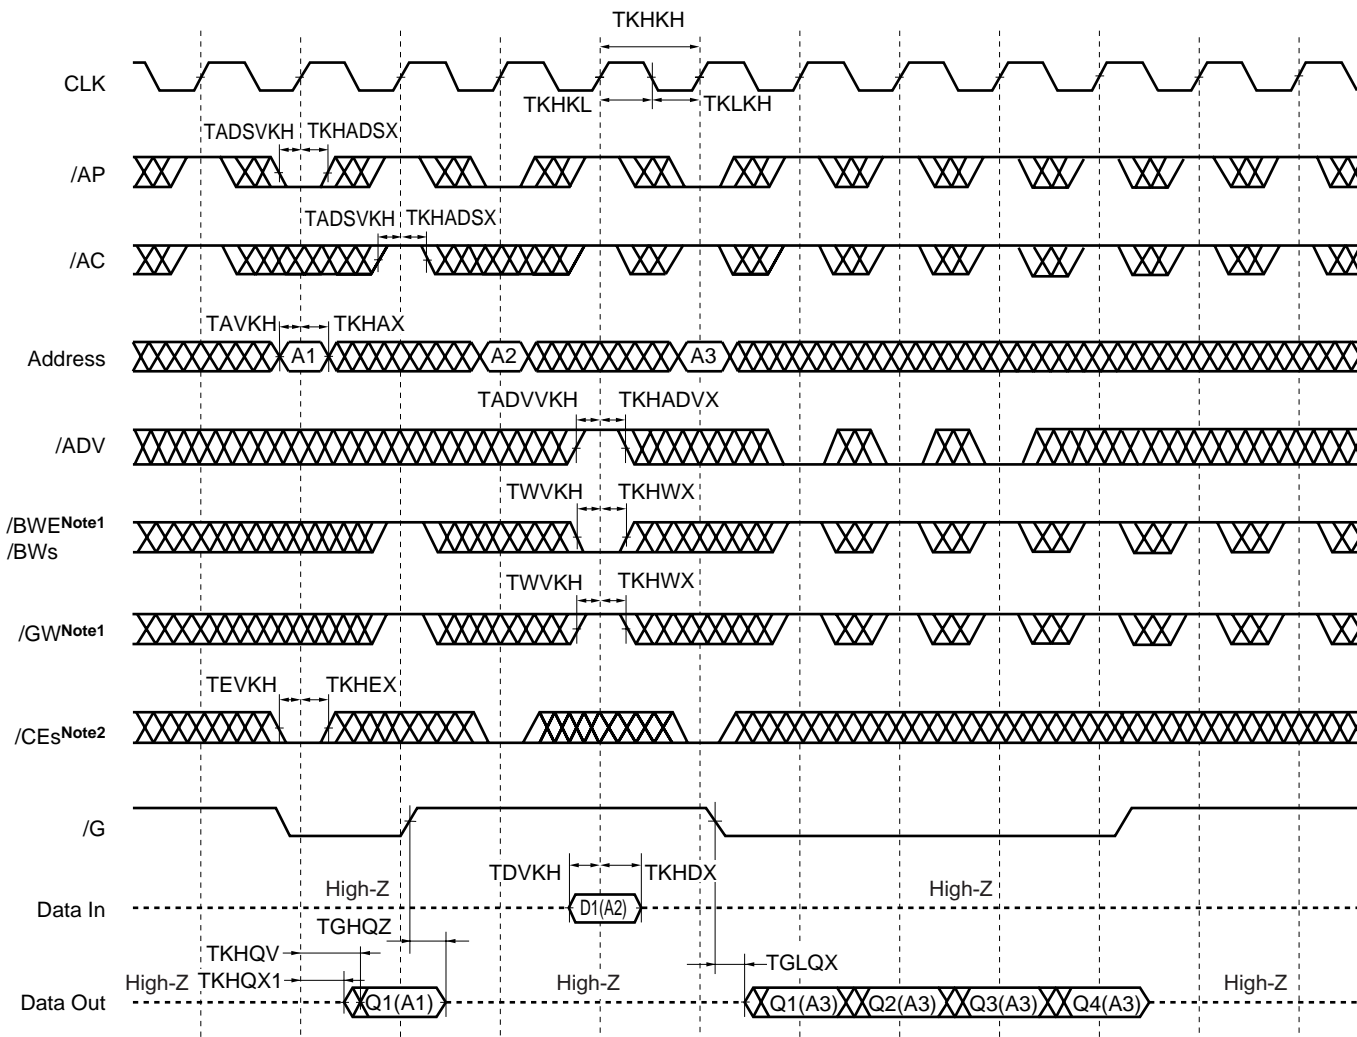 TKHKH
CLK
TKHKL TKLKH
TADSVKH TKHADSX
/AP
TADSVKH TKHADSX
/AC
TAVKH TKHAX
Address A1 A2 A3
TADVVKH TKHADVX
/ADV
TWVKH TKHWX
/BWENote1
/BWs
TWVKH TKHWX
/GWNote1
TEVKH TKHEX
/CEsNote2
/G
TDVKH TKHDX
High-Z High-Z
Data In D1(A2)
TGHQZ
TKHQV
TGLQX
High-Z TKHQX1 High-Z High-Z
Data Out Q1(A1) Q1(A3) Q2(A3) Q3(A3) Q4(A3)